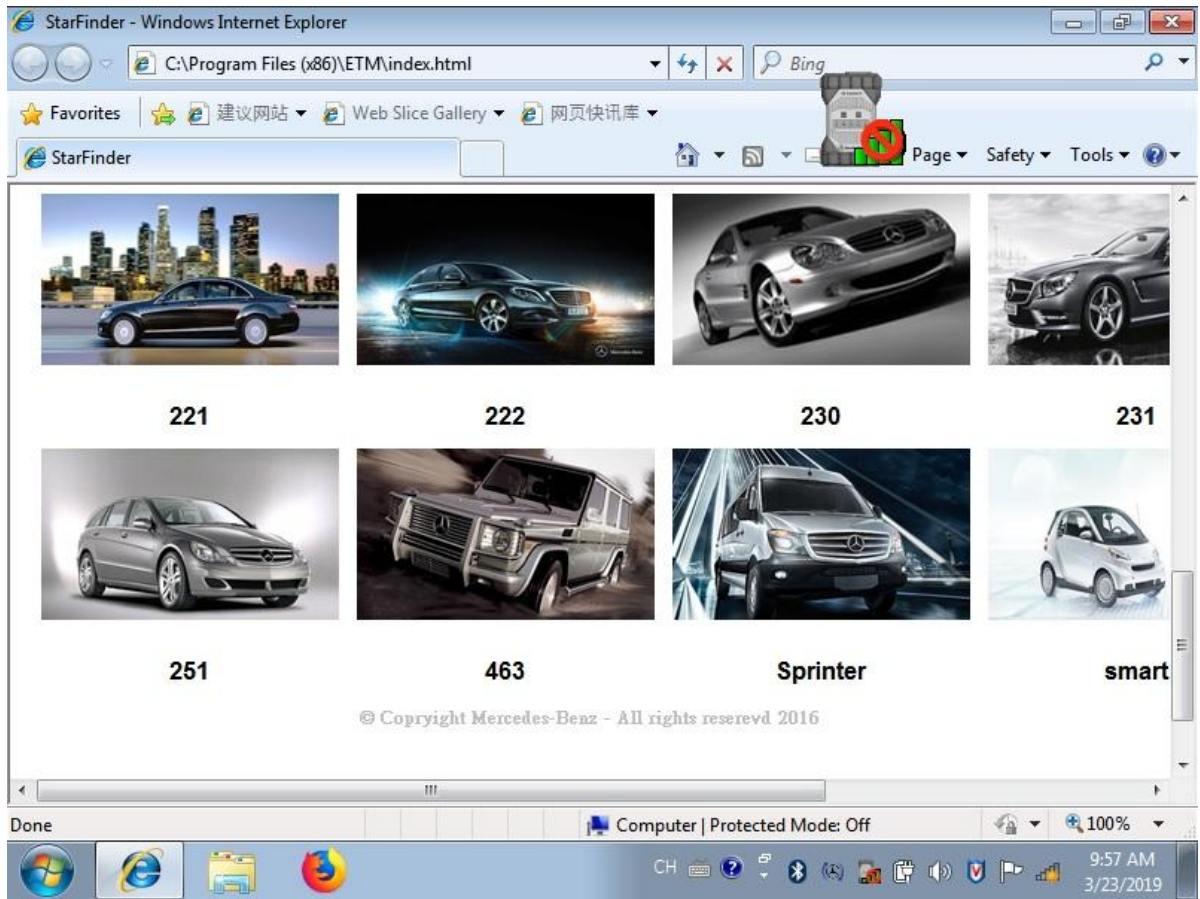 StarFinder - Windows Internet Explorer
C:\Program Files (x86)\ETM\index.html
Bing
Favorites 建议网站 Web Slice Gallery 网页快讯库
StarFinder Page Safety Tools
221 222 230 231
251 463 Sprinter smart
© Copryight Mercedes-Benz - All rights reserevd 2016
Done Computer | Protected Mode: Off 100%
CH 9:57 AM
3/23/2019